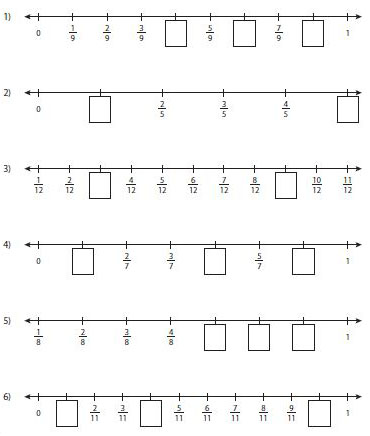 1) 0 1/9 2/9 3/9 5/9 7/9 1
2) 0 2/5 3/5 4/5
3) 1/12 2/12 4/12 5/12 6/12 7/12 8/12 10/12 11/12
4) 0 2/7 3/7 5/7 1
5) 1/8 2/8 3/8 4/8 1
6) 0 2/11 3/11 5/11 6/11 7/11 8/11 9/11 1